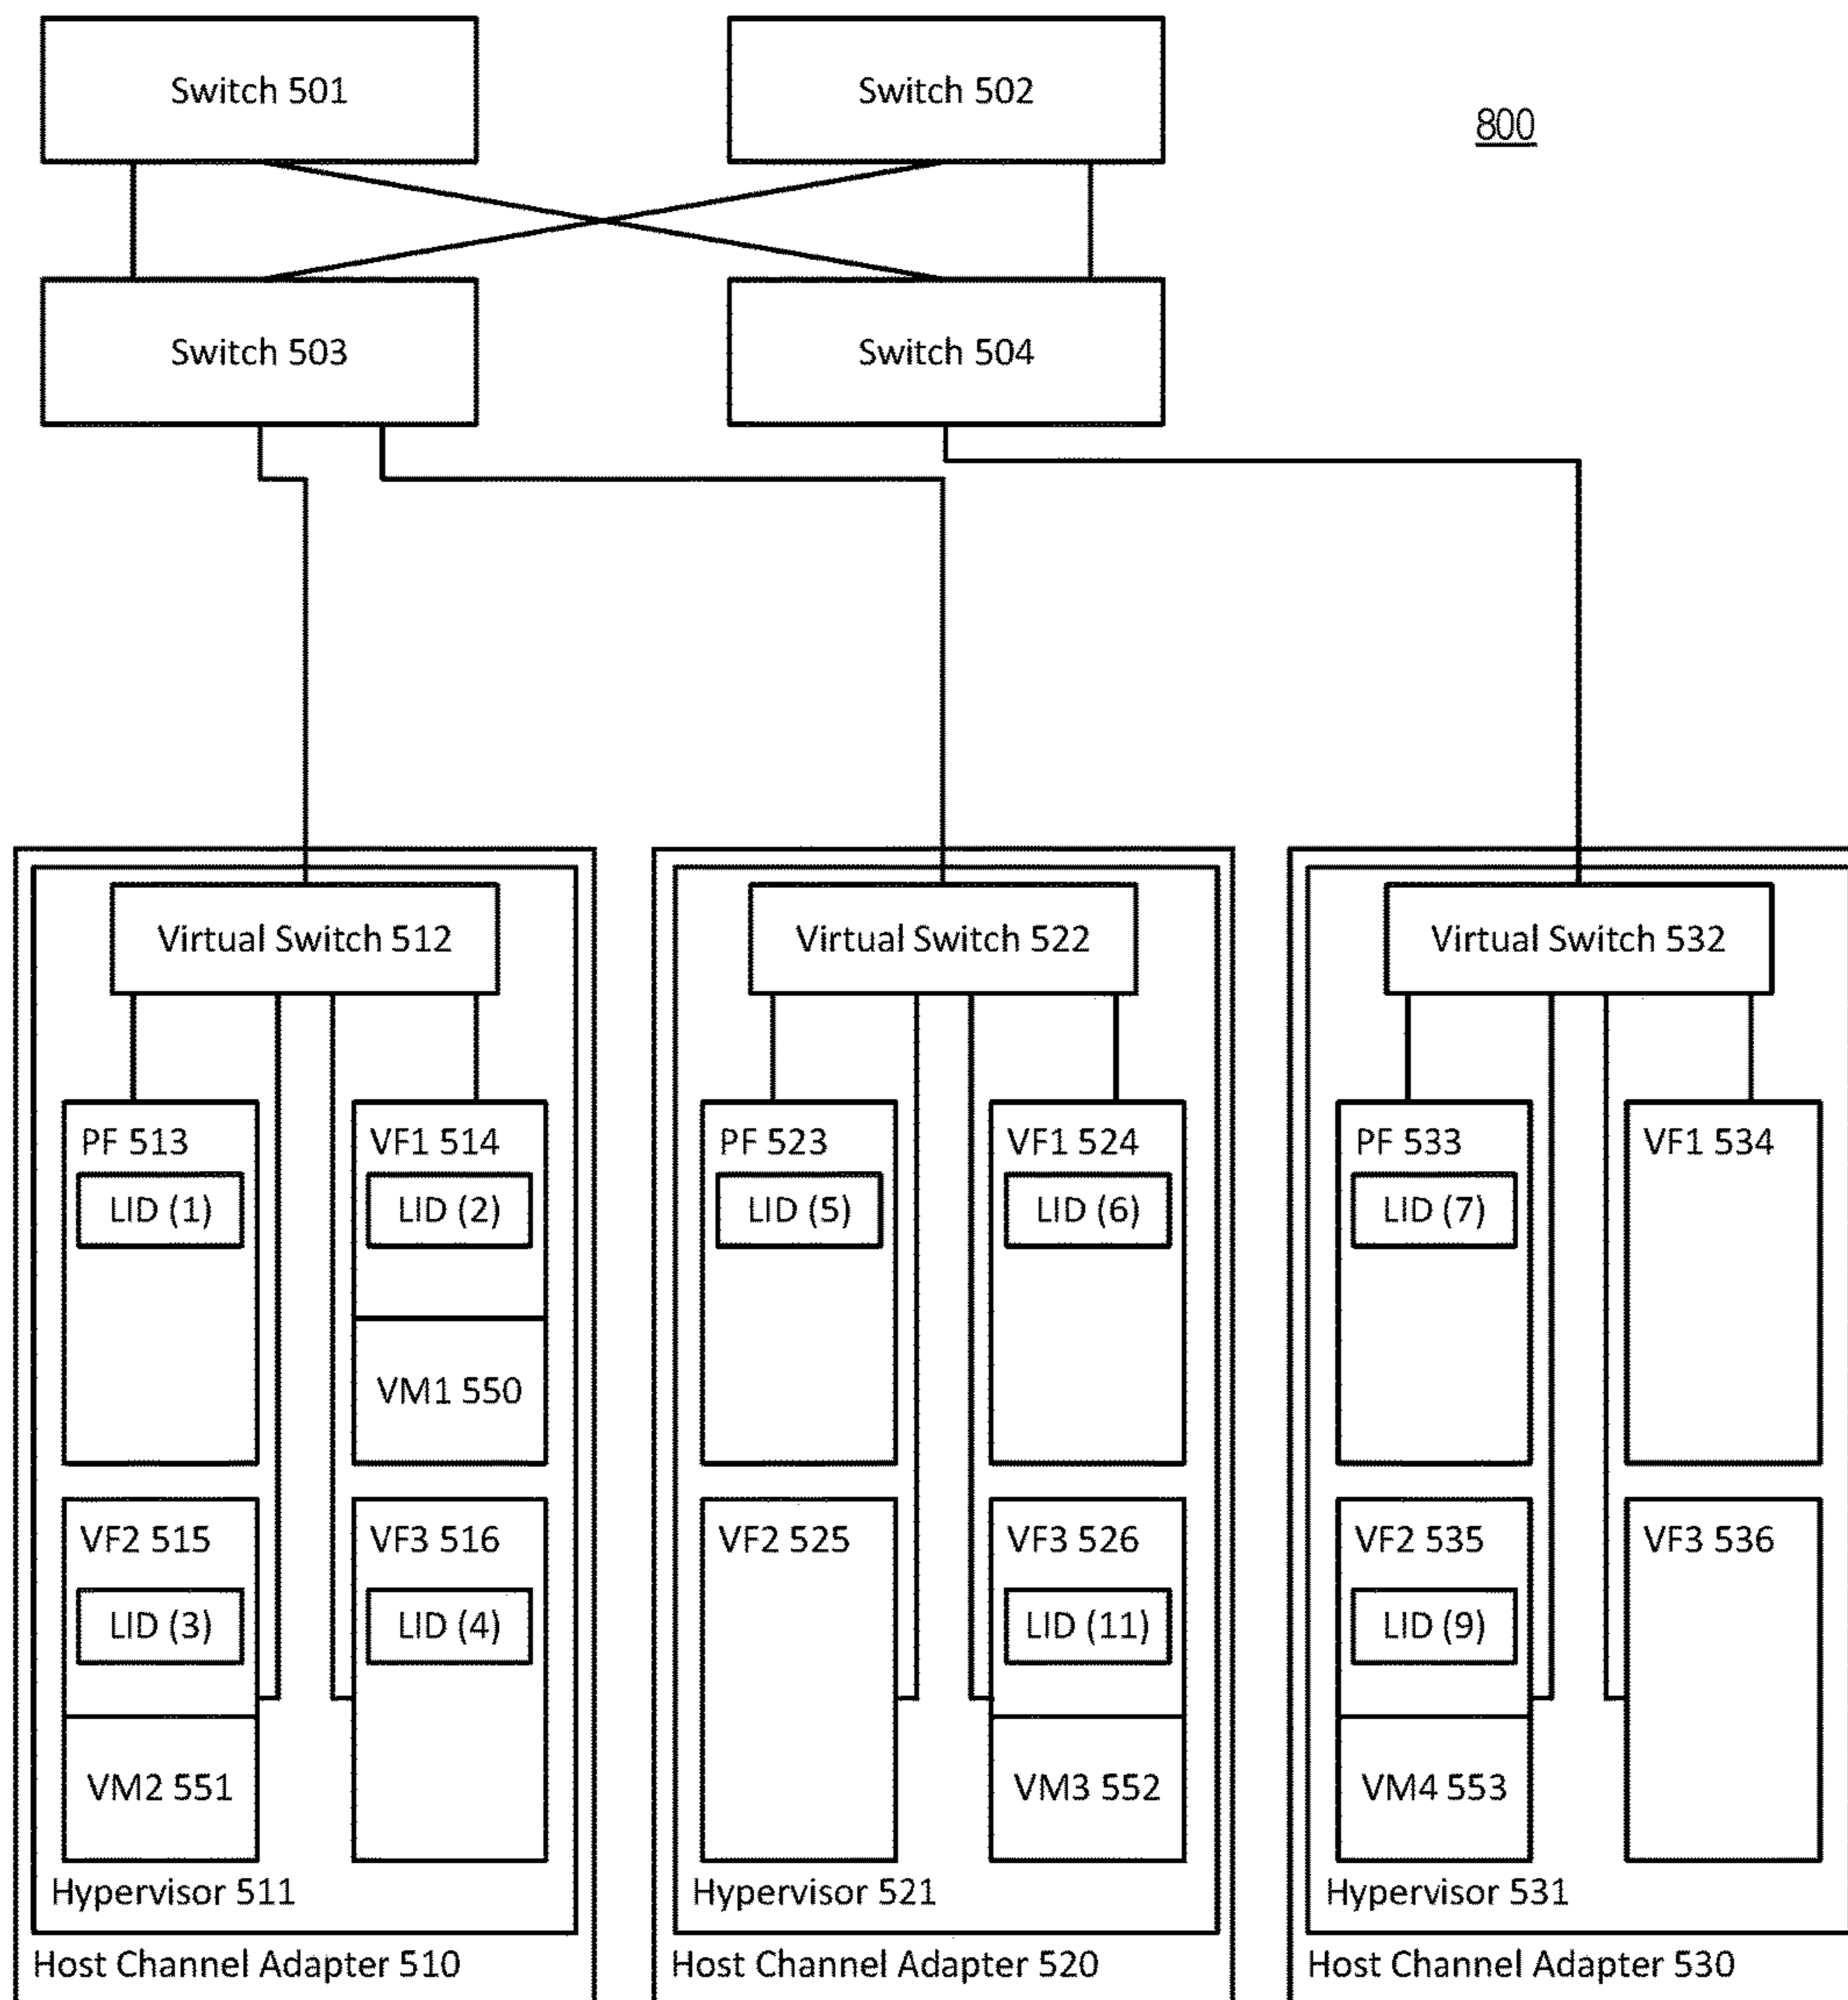 Switch 501
Switch 502
800
Switch 503
Switch 504
Virtual Switch 512
Virtual Switch 522
Virtual Switch 532
PF 513
LID (1)
VF1 514
LID (2)
VM1 550
PF 523
LID (5)
VF1 524
LID (6)
PF 533
LID (7)
VF1 534
VF2 515
LID (3)
VM2 551
VF3 516
LID (4)
VF2 525
VF3 526
LID (11)
VM3 552
VF2 535
LID (9)
VM4 553
VF3 536
Hypervisor 511
Hypervisor 521
Hypervisor 531
Host Channel Adapter 510
Host Channel Adapter 520
Host Channel Adapter 530